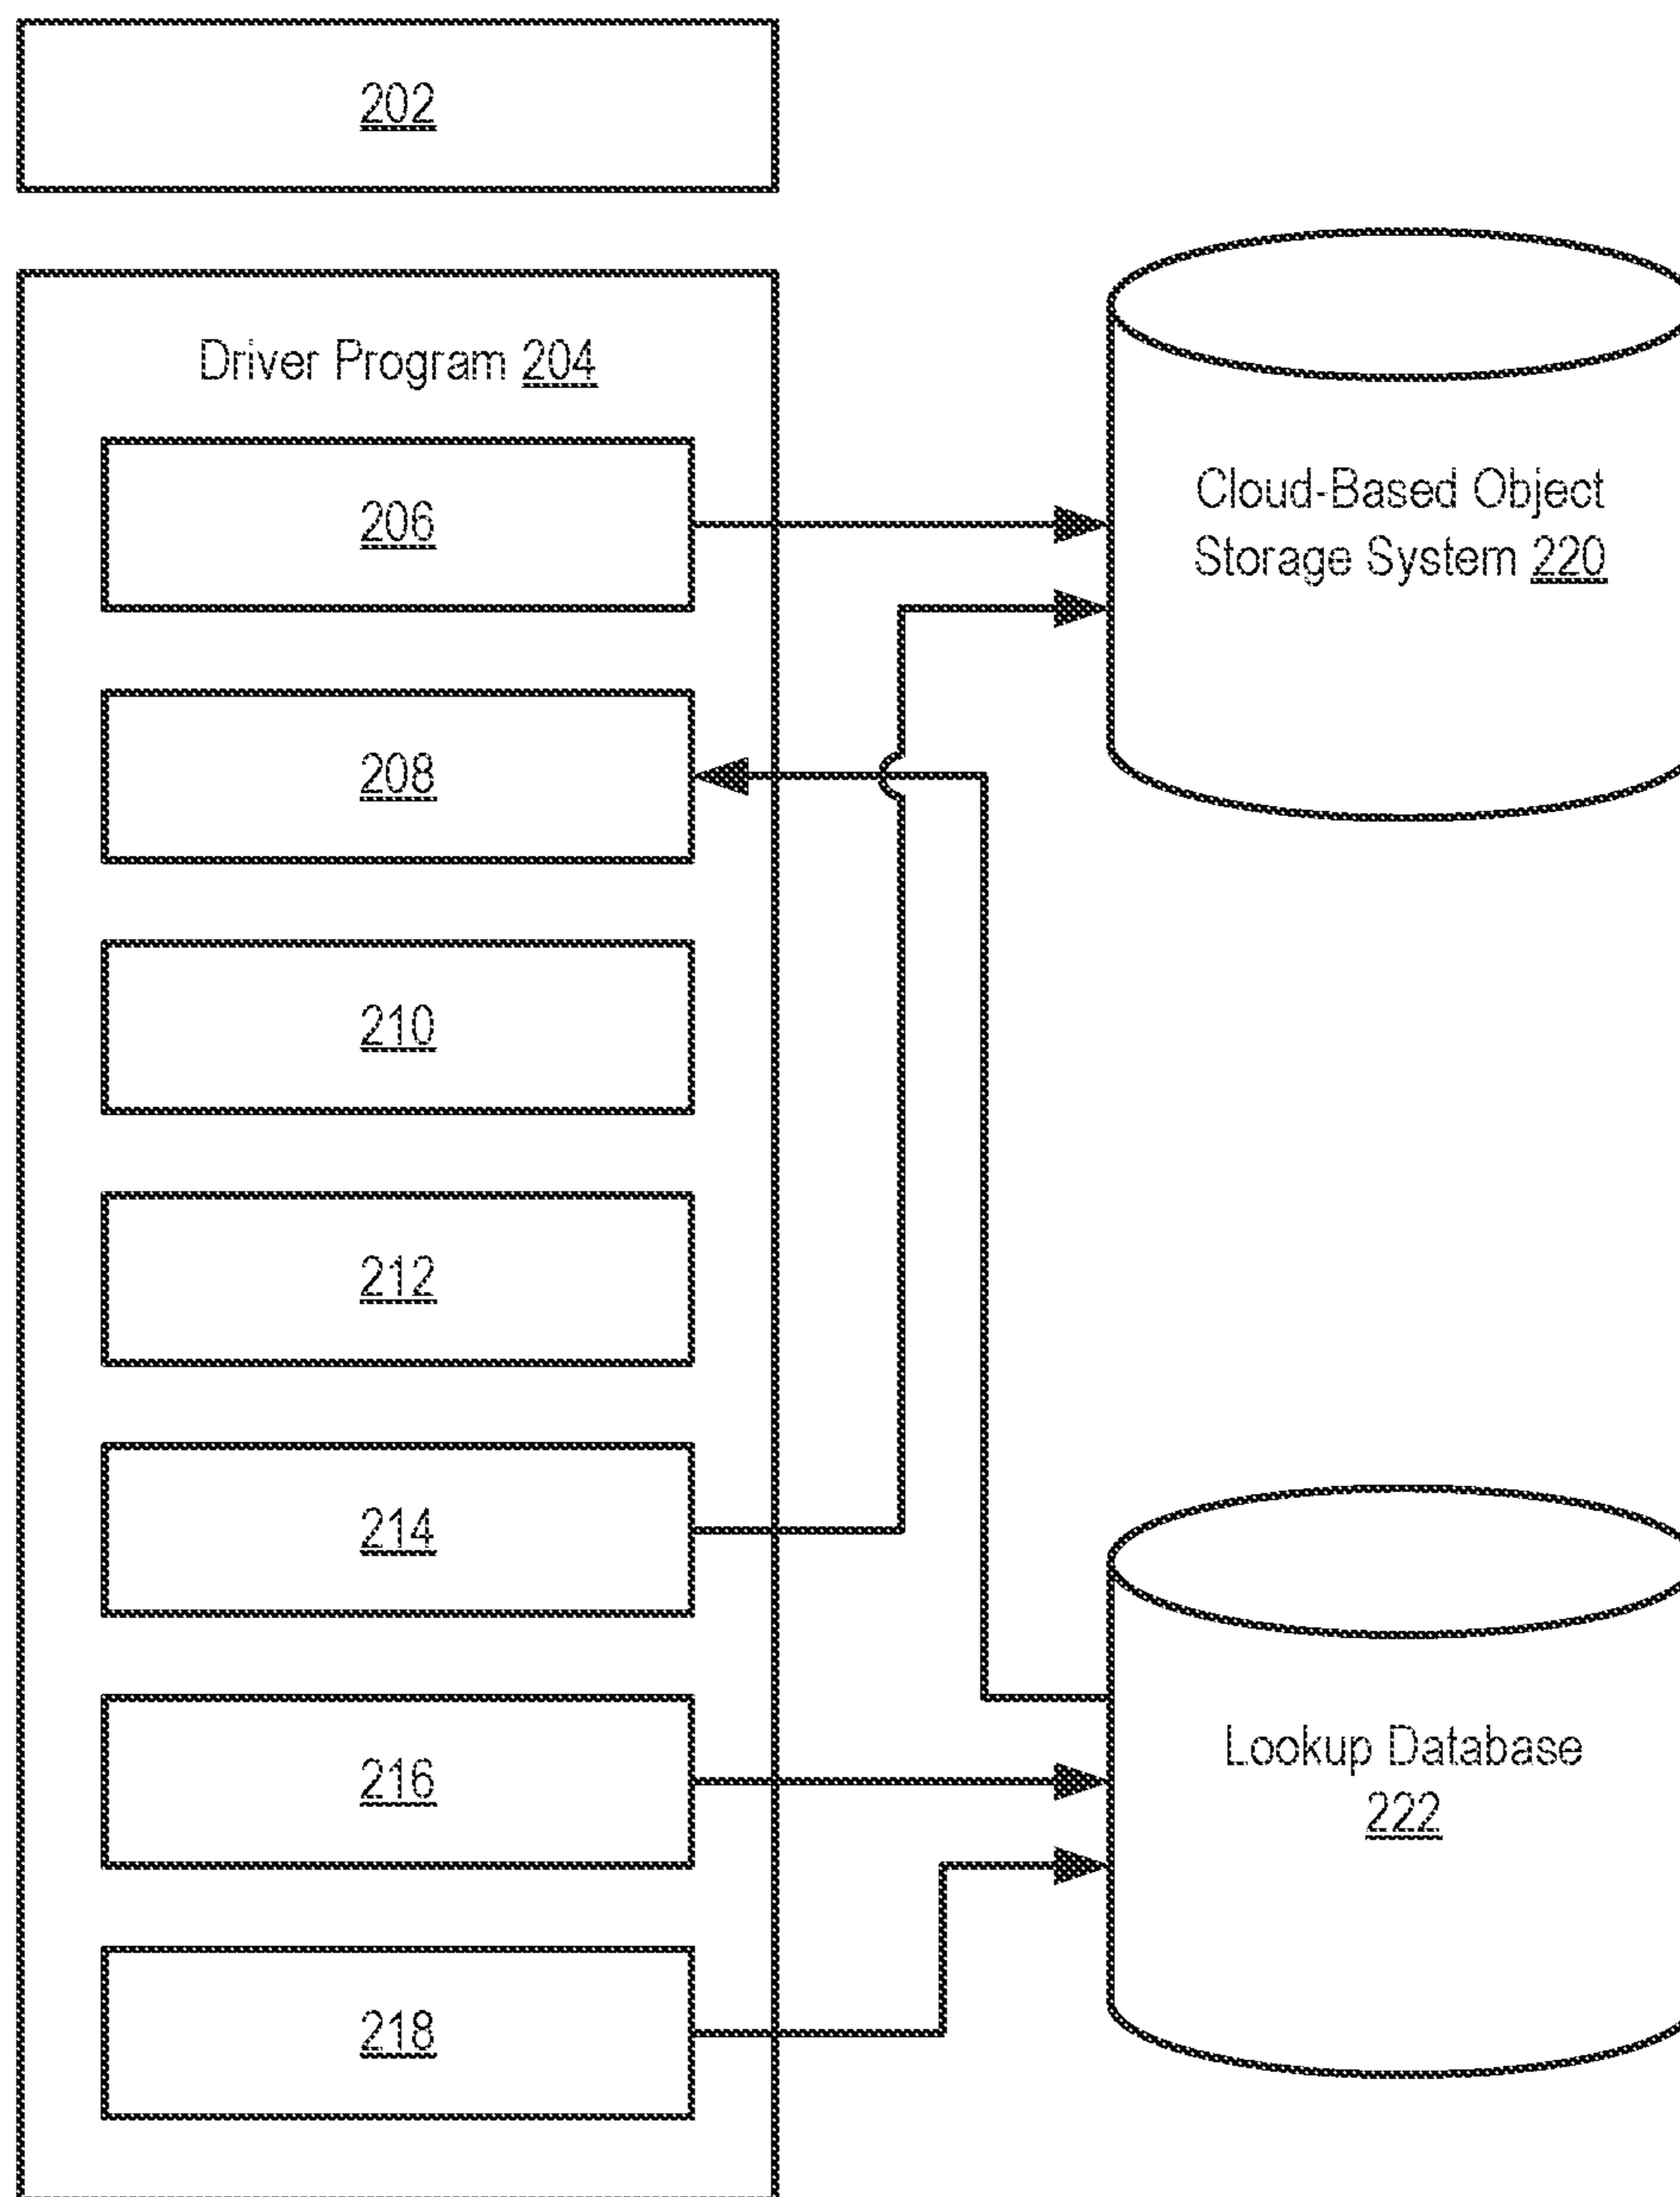 202
Driver Program 204
206
208
210
212
214
216
218
Cloud-Based Object
Storage System 220
Lookup Database
222